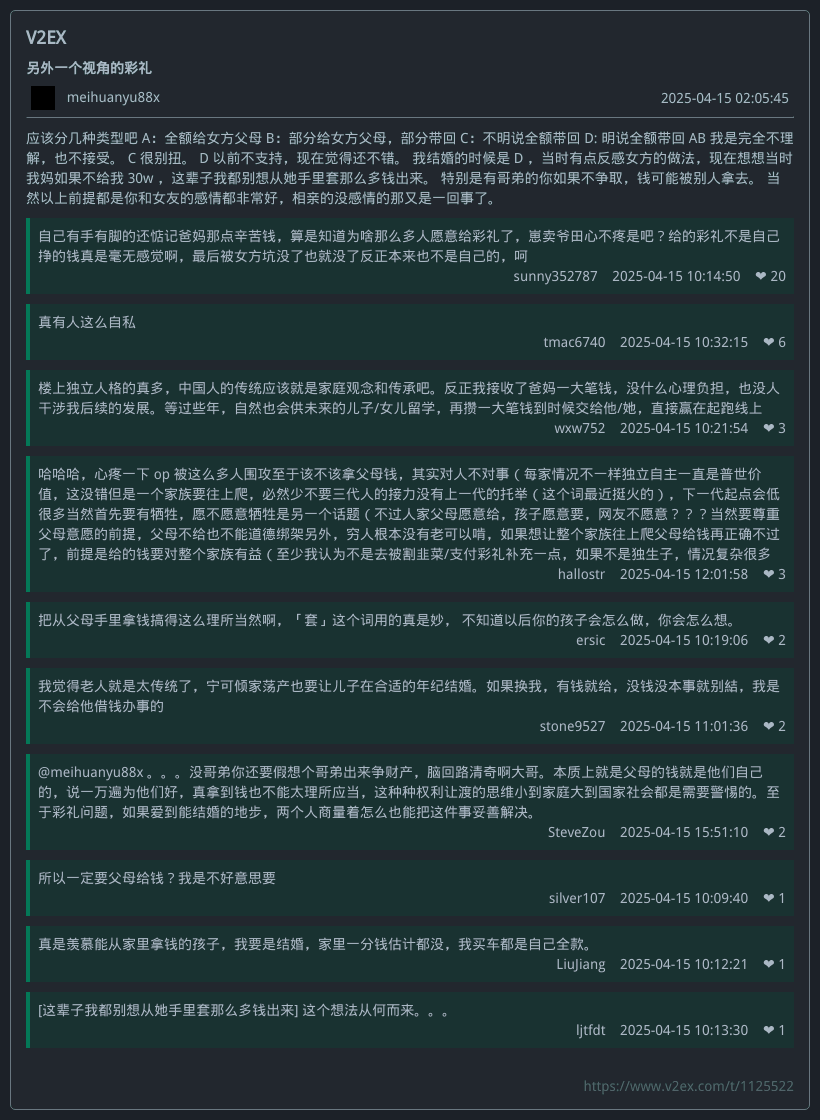 V2EX
另外一个视角的彩礼
meihuanyu88x 2025-04-15 02:05:45
应该分几种类型吧 A：全额给女方父母 B：部分给女方父母，部分带回 C：不明说全额带回 D: 明说全额带回 AB 我是完全不理
解，也不接受。 C 很别扭。 D 以前不支持，现在觉得还不错。 我结婚的时候是 D ，当时有点反感女方的做法，现在想想当时
我妈如果不给我 30w ，这辈子我都别想从她手里套那么多钱出来。 特别是有哥弟的你如果不争取，钱可能被别人拿去。 当
然以上前提都是你和女友的感情都非常好，相亲的没感情的那又是一回事了。
自己有手有脚的还惦记爸妈那点辛苦钱，算是知道为啥那么多人愿意给彩礼了，崽卖爷田心不疼是吧？给的彩礼不是自己
挣的钱真是毫无感觉啊，最后被女方坑没了也就没了反正本来也不是自己的，呵
sunny352787 2025-04-15 10:14:50 ❤ 20
真有人这么自私
tmac6740 2025-04-15 10:32:15 ❤ 6
楼上独立人格的真多，中国人的传统应该就是家庭观念和传承吧。反正我接收了爸妈一大笔钱，没什么心理负担，也没人
干涉我后续的发展。等过些年，自然也会供未来的儿子/女儿留学，再攒一大笔钱到时候交给他/她，直接赢在起跑线上
wxw752 2025-04-15 10:21:54 ❤ 3
哈哈哈，心疼一下 op 被这么多人围攻至于该不该拿父母钱，其实对人不对事（ 每家情况不一样独立自主一直是普世价
值，这没错但是一个家族要往上爬，必然少不要三代人的接力没有上一代的托举（ 这个词最近挺火的 ），下一代起点会低
很多当然首先要有牺牲，愿不愿意牺牲是另一个话题（ 不过人家父母愿意给，孩子愿意要，网友不愿意？？？当然要尊重
父母意愿的前提，父母不给也不能道德绑架另外，穷人根本没有老可以啃，如果想让整个家族往上爬父母给钱再正确不过
了，前提是给的钱要对整个家族有益（ 至少我认为不是去被割韭菜/支付彩礼补充一点，如果不是独生子，情况复杂很多
hallostr 2025-04-15 12:01:58 ❤ 3
把从父母手里拿钱搞得这么理所当然啊，「套」这个词用的真是妙， 不知道以后你的孩子会怎么做，你会怎么想。
ersic 2025-04-15 10:19:06 ❤ 2
我觉得老人就是太传统了，宁可倾家荡产也要让儿子在合适的年纪结婚。如果换我，有钱就给，没钱没本事就别结，我是
不会给他借钱办事的
stone9527 2025-04-15 11:01:36 ❤ 2
@meihuanyu88x 。。。没哥弟你还要假想个哥弟出来争财产，脑回路清奇啊大哥。本质上就是父母的钱就是他们自己
的，说一万遍为他们好，真拿到钱也不能太理所应当，这种种权利让渡的思维小到家庭大到国家社会都是需要警惕的。至
于彩礼问题，如果爱到能结婚的地步，两个人商量着怎么也能把这件事妥善解决。
SteveZou 2025-04-15 15:51:10 ❤ 2
所以一定要父母给钱？我是不好意思要
silver107 2025-04-15 10:09:40 ❤ 1
真是羡慕能从家里拿钱的孩子，我要是结婚，家里一分钱估计都没，我买车都是自己全款。
LiuJiang 2025-04-15 10:12:21 ❤ 1
[这辈子我都别想从她手里套那么多钱出来] 这个想法从何而来。。。
ljtfdt 2025-04-15 10:13:30 ❤ 1
https://www.v2ex.com/t/1125522